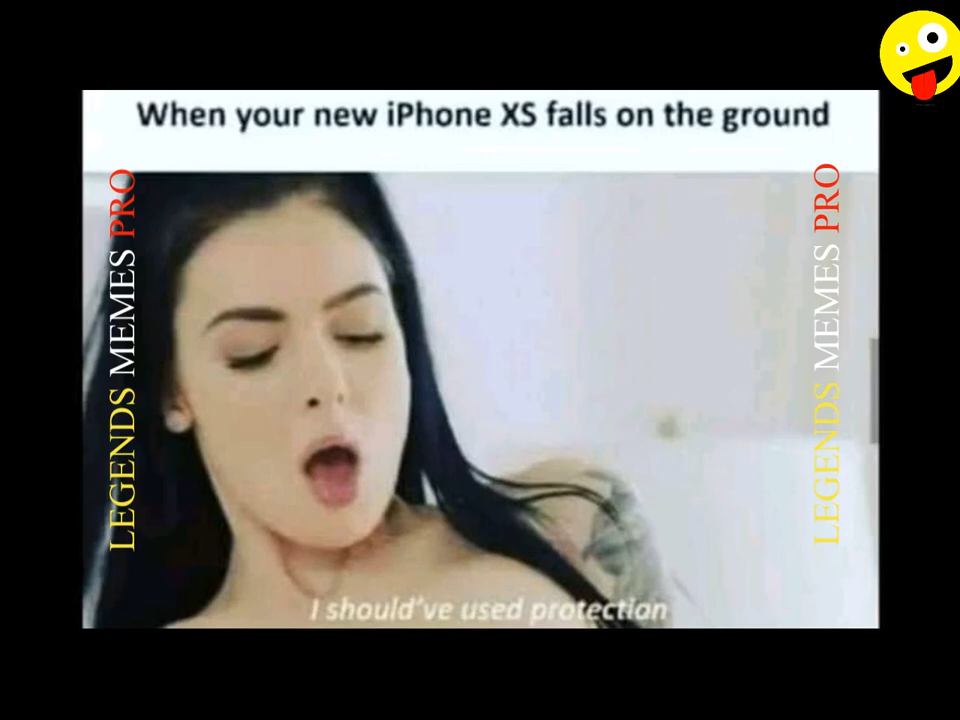 When your new iPhone XS falls on the ground
LEGENDS MEMES PRO
LEGENDS MEMES PRO
I should've used protection